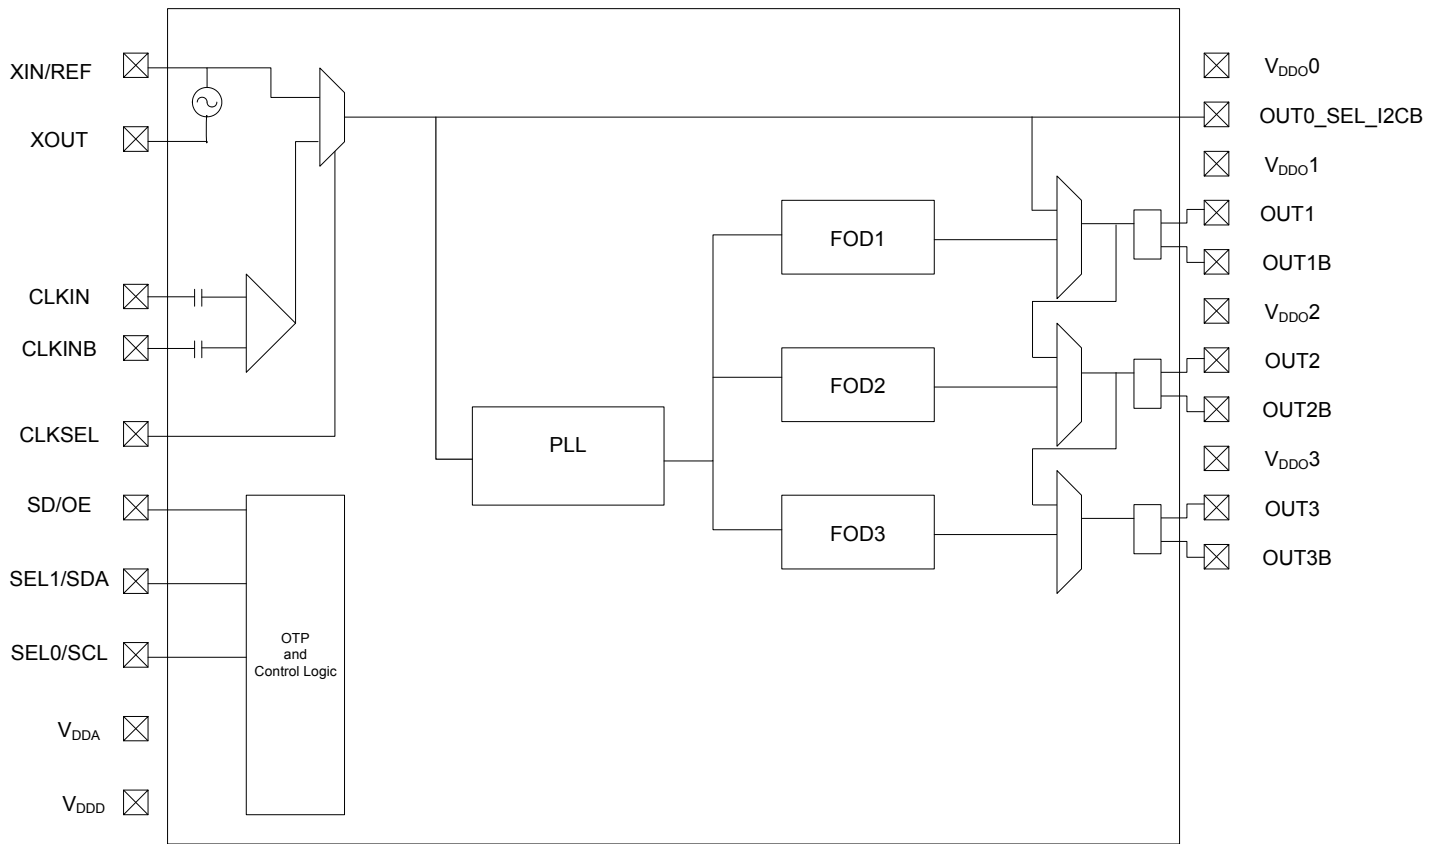 XIN/REF
XOUT
CLKIN
CLKINB
CLKSEL
SD/OE
SEL1/SDA
SEL0/SCL
VDDA
VDDD
OTP
and
Control Logic
PLL
FOD1
FOD2
FOD3
VDDO0
OUT0_SEL_I2CB
VDDO1
OUT1
OUT1B
VDDO2
OUT2
OUT2B
VDDO3
OUT3
OUT3B